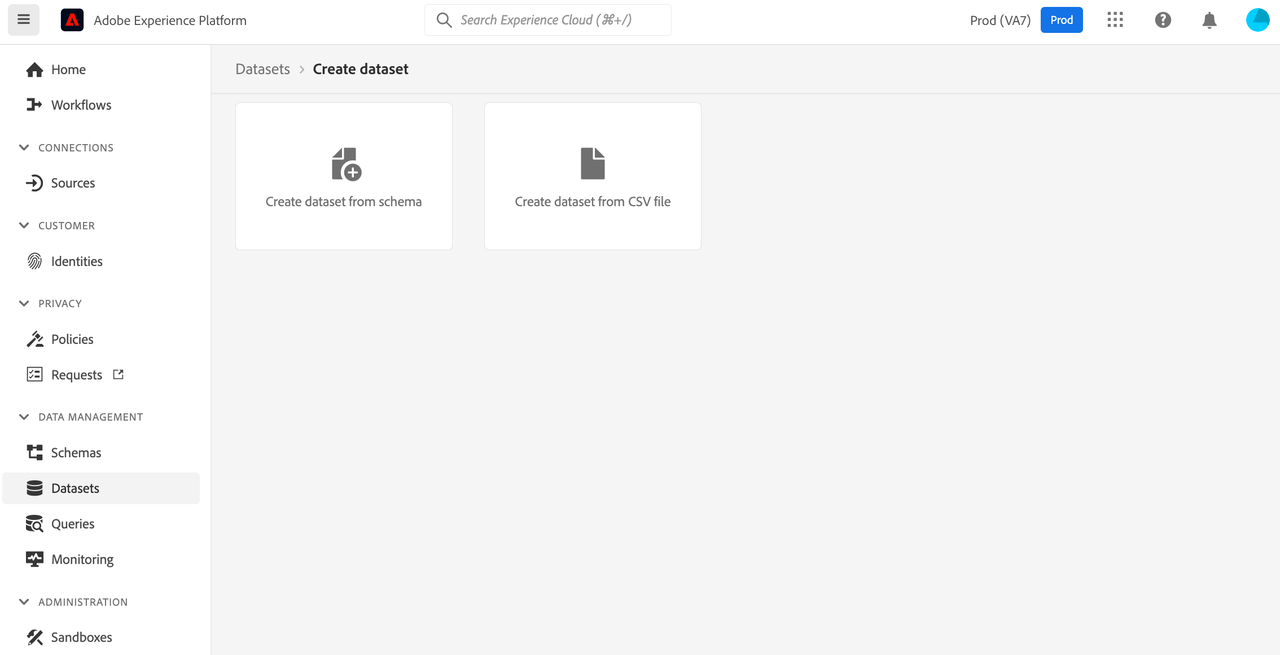 Adobe Experience Platform
Search Experience Cloud (⌘+/)
Prod (VA7)
Prod
Home
Workflows
CONNECTIONS
Sources
CUSTOMER
Identities
PRIVACY
Policies
Requests
DATA MANAGEMENT
Schemas
Datasets
Queries
Monitoring
ADMINISTRATION
Sandboxes
Datasets > Create dataset
Create dataset from schema
Create dataset from CSV file